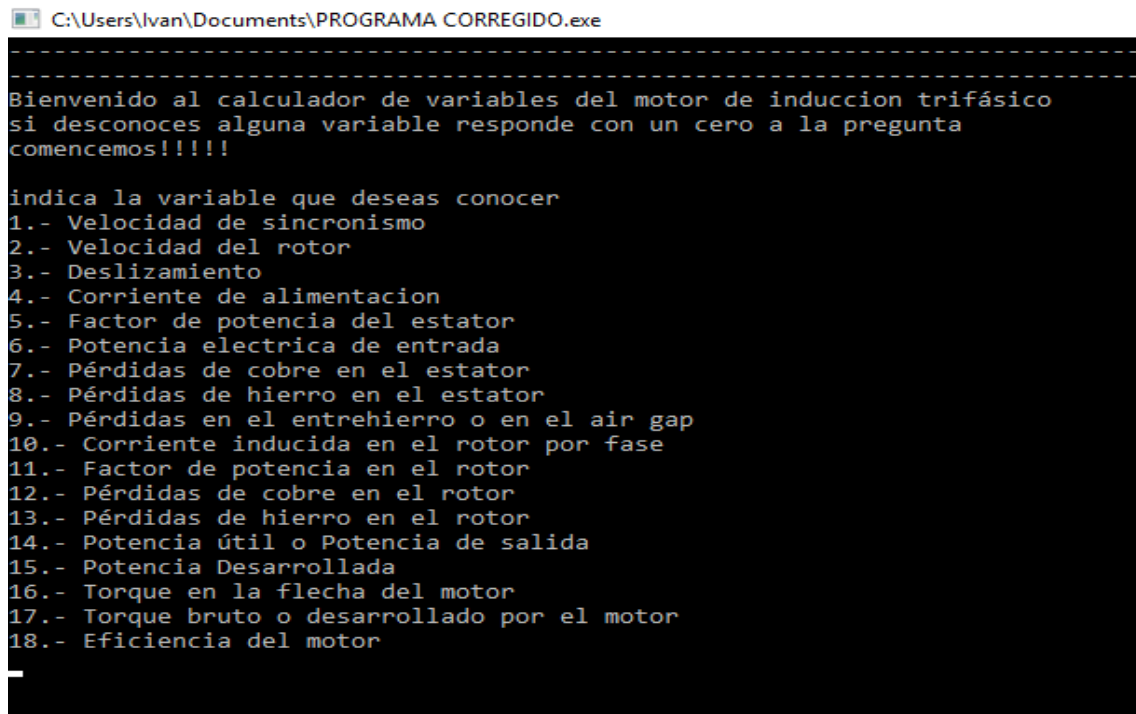 C:\Users\Ivan\Documents\PROGRAMA CORREGIDO.exe
--------------------------------------------------------------------------------
--------------------------------------------------------------------------------
Bienvenido al calculador de variables del motor de induccion trifásico
si desconoces alguna variable responde con un cero a la pregunta
comencemos!!!!!
indica la variable que deseas conocer
1.- Velocidad de sincronismo
2.- Velocidad del rotor
3.- Deslizamiento
4.- Corriente de alimentacion
5.- Factor de potencia del estator
6.- Potencia electrica de entrada
7.- Pérdidas de cobre en el estator
8.- Pérdidas de hierro en el estator
9.- Pérdidas en el entrehierro o en el air gap
10.- Corriente inducida en el rotor por fase
11.- Factor de potencia en el rotor
12.- Pérdidas de cobre en el rotor
13.- Pérdidas de hierro en el rotor
14.- Potencia útil o Potencia de salida
15.- Potencia Desarrollada
16.- Torque en la flecha del motor
17.- Torque bruto o desarrollado por el motor
18.- Eficiencia del motor